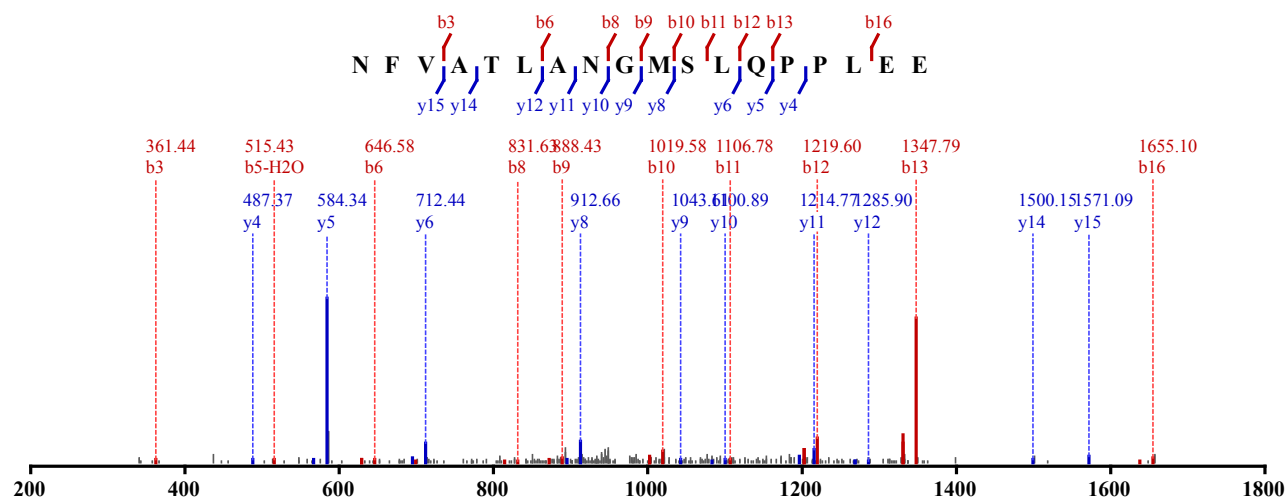 b3 b6 b8 b9 b10 b11 b12 b13 b16
N F V A T L A N G M S L Q P P L E E
y15 y14 y12 y11 y10 y9 y8 y6 y5 y4
361.44 515.43 646.58 831.63 888.43 1019.58 1106.78 1219.60 1347.79 1655.10
b3 b5-H2O b6 b8 b9 b10 b11 b12 b13 b16
487.37 584.34 712.44 912.66 1043.61 1100.89 1214.77 1285.90 1500.15 1571.09
y4 y5 y6 y8 y9 y10 y11 y12 y14 y15
200 400 600 800 1000 1200 1400 1600 1800